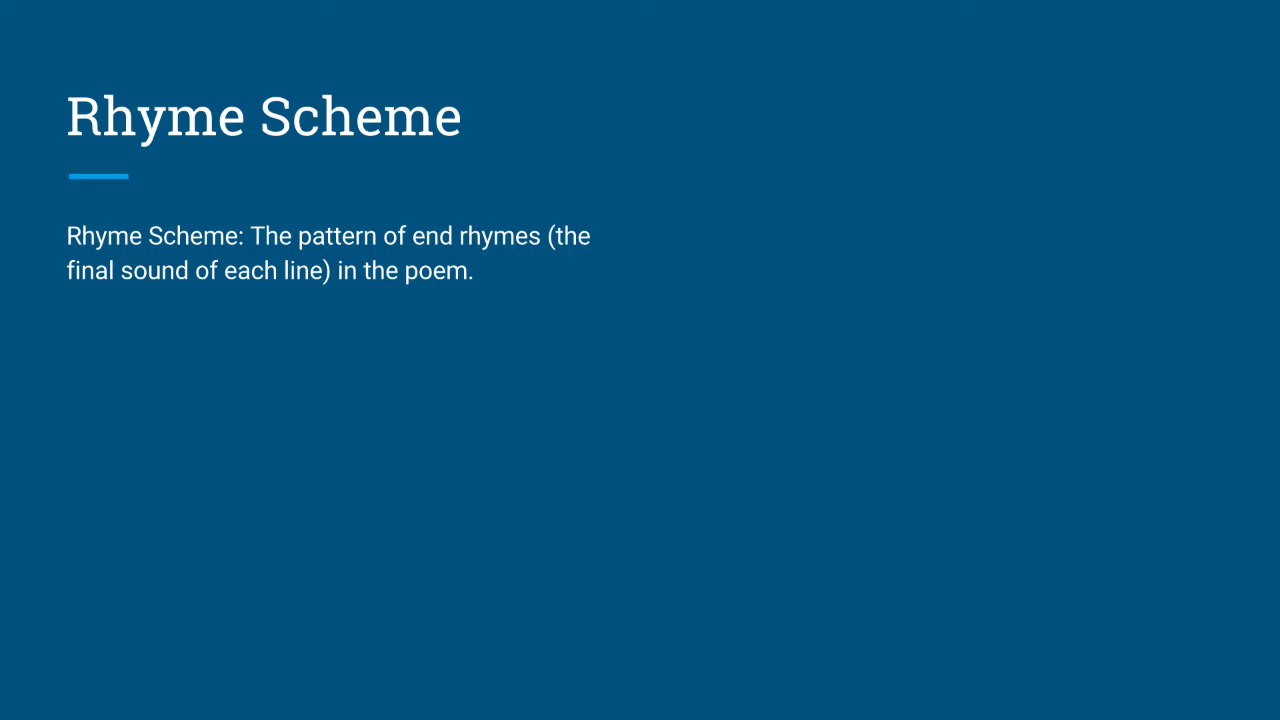 Rhyme Scheme
Rhyme Scheme: The pattern of end rhymes (the
final sound of each line) in the poem.